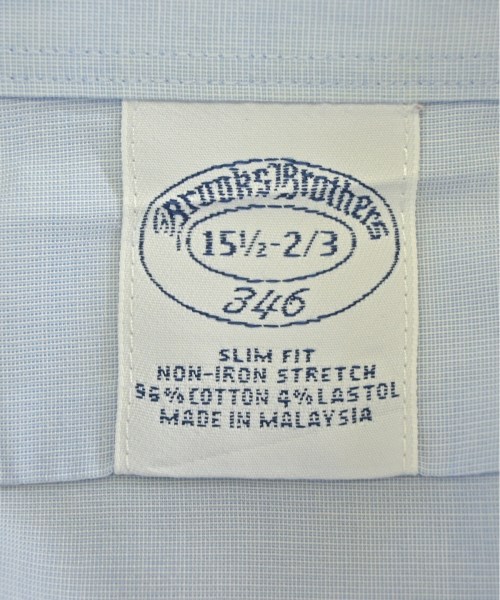 Brooks Brothers
15½-2/3
346
SLIM FIT
NON-IRON STRETCH
96% COTTON 4% LASTOL
MADE IN MALAYSIA